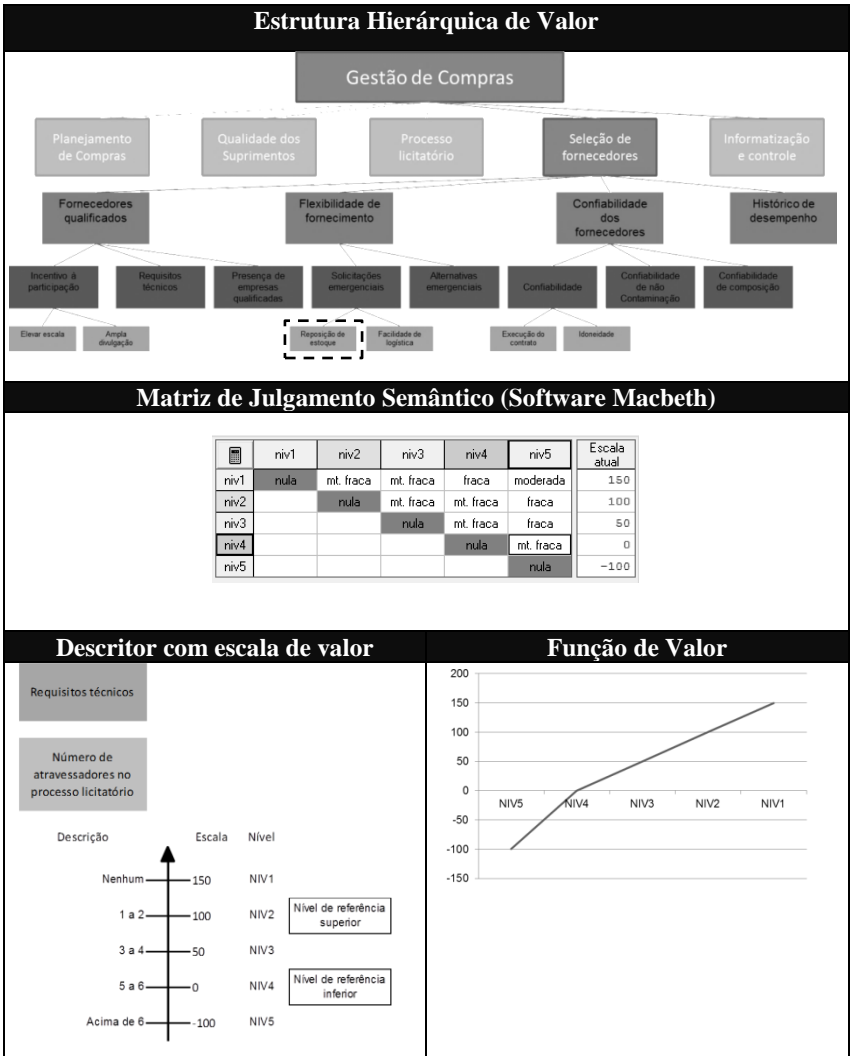 Estrutura Hierárquica de Valor
Gestão de Compras
Planejamento
de Compras
Qualidade dos
Suprimentos
Processo
licitatório
Seleção de
fornecedores
Informatização
e controle
Fornecedores
qualificados
Flexibilidade de
fornecimento
Confiabilidade
dos
fornecedores
Histórico de
desempenho
Incentivo à
participação
Requisitos
técnicos
Presença de
empresas
qualificadas
Solicitações
emergenciais
Alternativas
emergenciais
Confiabilidade
Confiabilidade
de não
Contaminação
Confiabilidade
de composição
Elevar escala
Ampla
divulgação
Reposição de
estoque
Facilidade de
logística
Execução do
contrato
Idoneidade
Matriz de Julgamento Semântico (Software Macbeth)
niv1 niv2 niv3 niv4 niv5 Escala atual
niv1 nula mt. fraca mt. fraca fraca moderada 150
niv2 nula mt. fraca mt. fraca fraca 100
niv3 nula mt. fraca fraca 50
niv4 nula mt. fraca 0
niv5 nula -100
Descritor com escala de valor
Requisitos técnicos
Número de
atravessadores no
processo licitatório
Descrição Escala Nível
Nenhum 150 NIV1
1 a 2 100 NIV2 Nível de referência superior
3 a 4 50 NIV3
5 a 6 0 NIV4 Nível de referência inferior
Acima de 6 -100 NIV5
Função de Valor
200
150
100
50
0
-50
-100
-150
NIV5 NIV4 NIV3 NIV2 NIV1